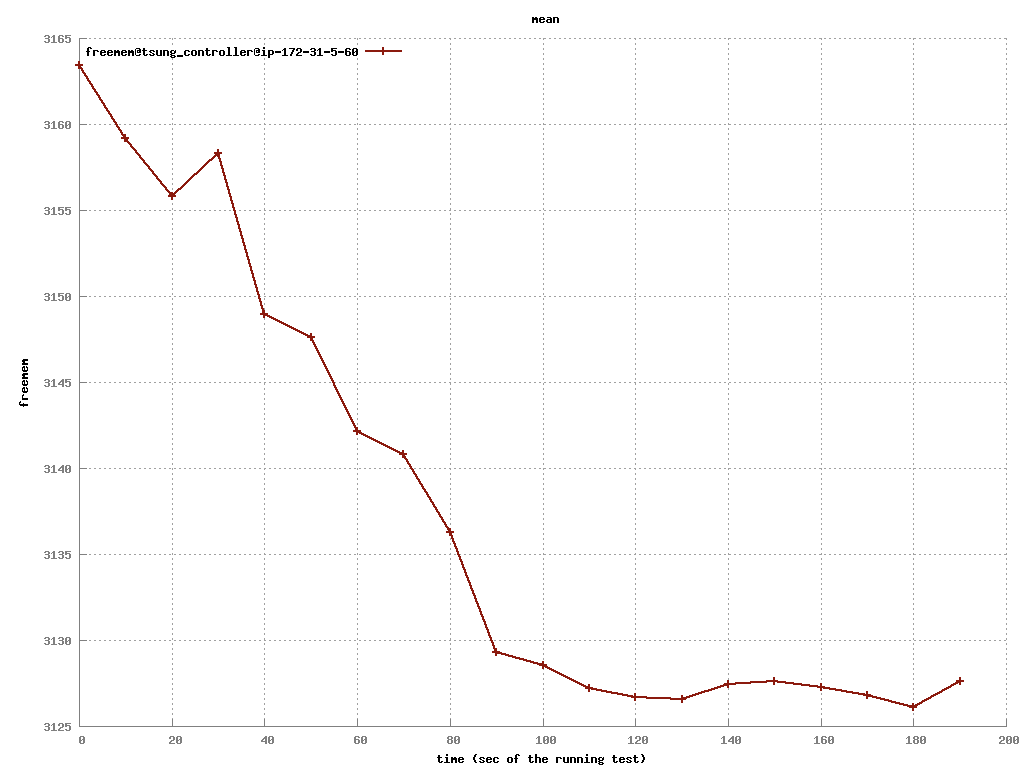 mean
freemem@tsung_controller@ip-172-31-5-60
3165
3160
3155
3150
3145
3140
3135
3130
3125
freemem
0 20 40 60 80 100 120 140 160 180 200
time (sec of the running test)